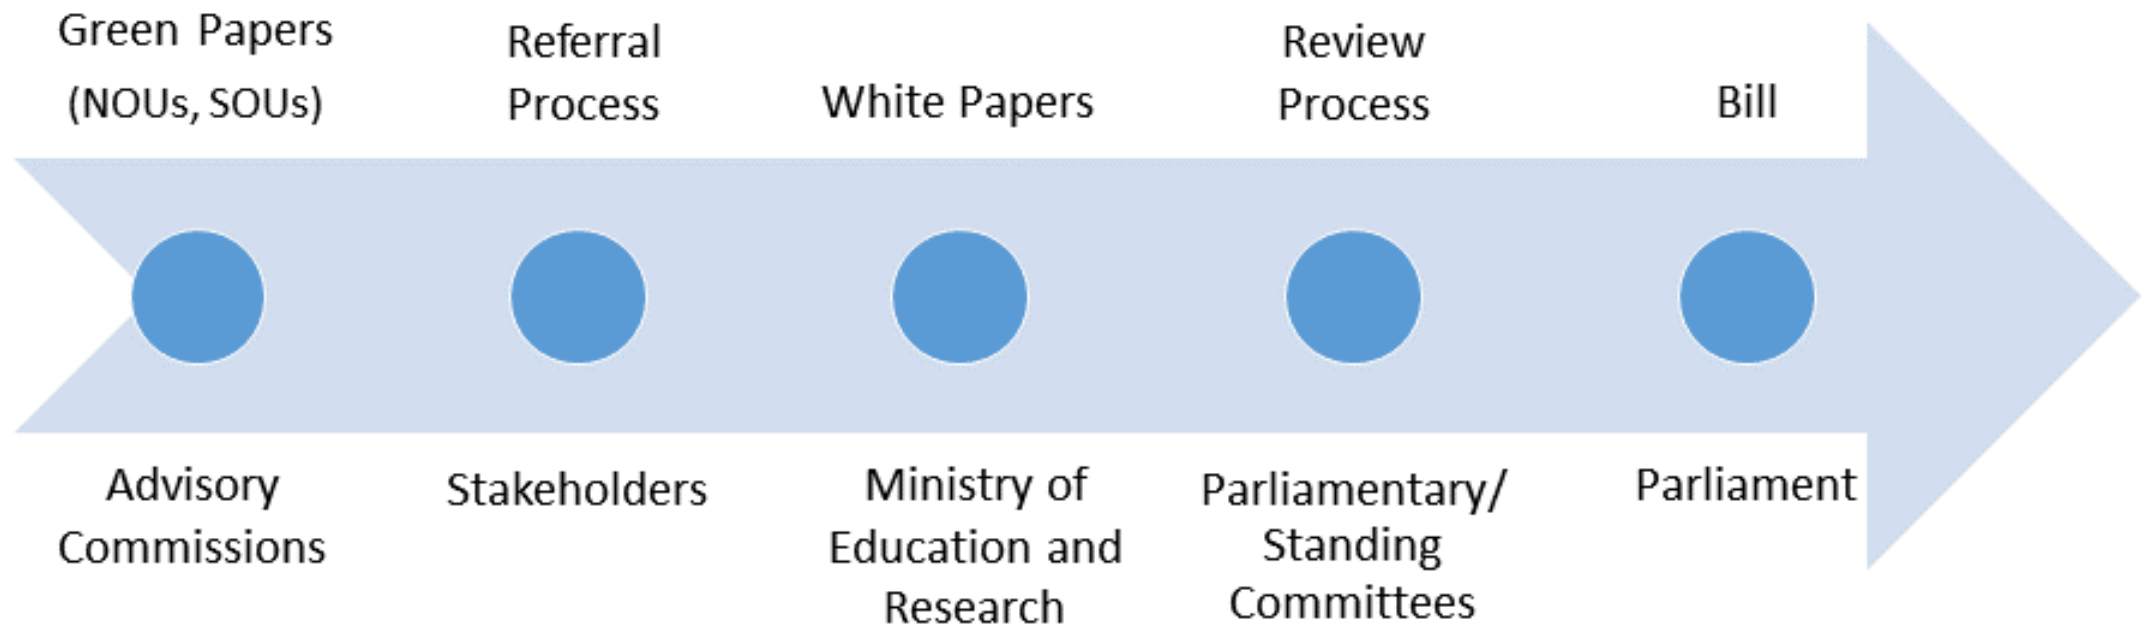 Green Papers
(NOUs, SOUs)
Referral
Process
White Papers
Review
Process
Bill
Advisory
Commissions
Stakeholders
Ministry of
Education and
Research
Parliamentary/
Standing
Committees
Parliament